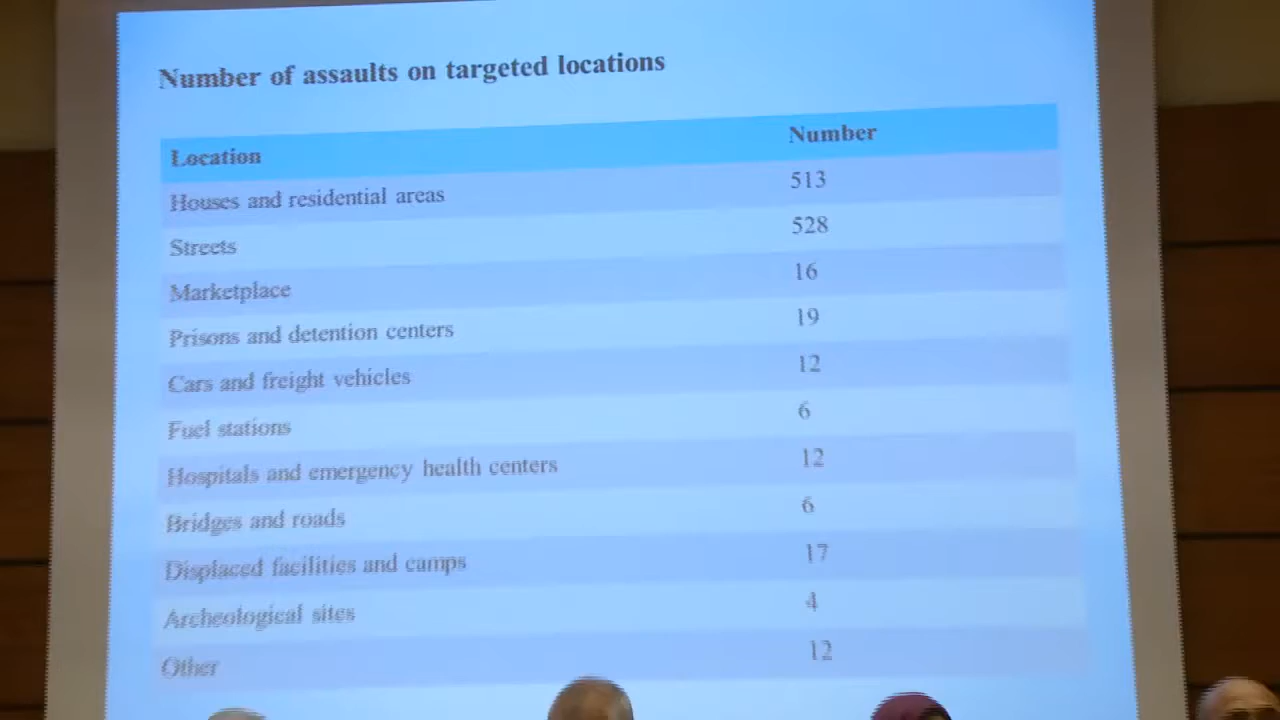 Number of assaults on targeted locations
Location Number
Houses and residential areas 513
Streets 528
Marketplace 16
Prisons and detention centers 19
Cars and freight vehicles 12
Fuel stations 6
Hospitals and emergency health centers 12
Bridges and roads 6
Displaced facilities and camps 17
Archeological sites 4
Other 12